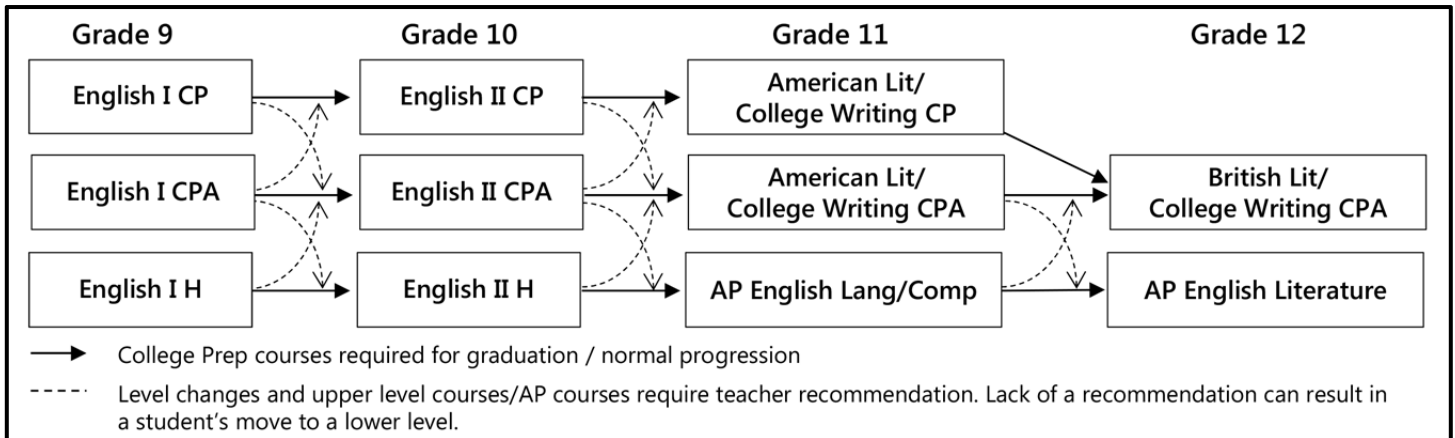 Grade 9
Grade 10
Grade 11
Grade 12
English I CP
English II CP
American Lit/
College Writing CP
English I CPA
English II CPA
American Lit/
College Writing CPA
British Lit/
College Writing CPA
English I H
English II H
AP English Lang/Comp
AP English Literature
College Prep courses required for graduation / normal progression
Level changes and upper level courses/AP courses require teacher recommendation. Lack of a recommendation can result in
a student's move to a lower level.